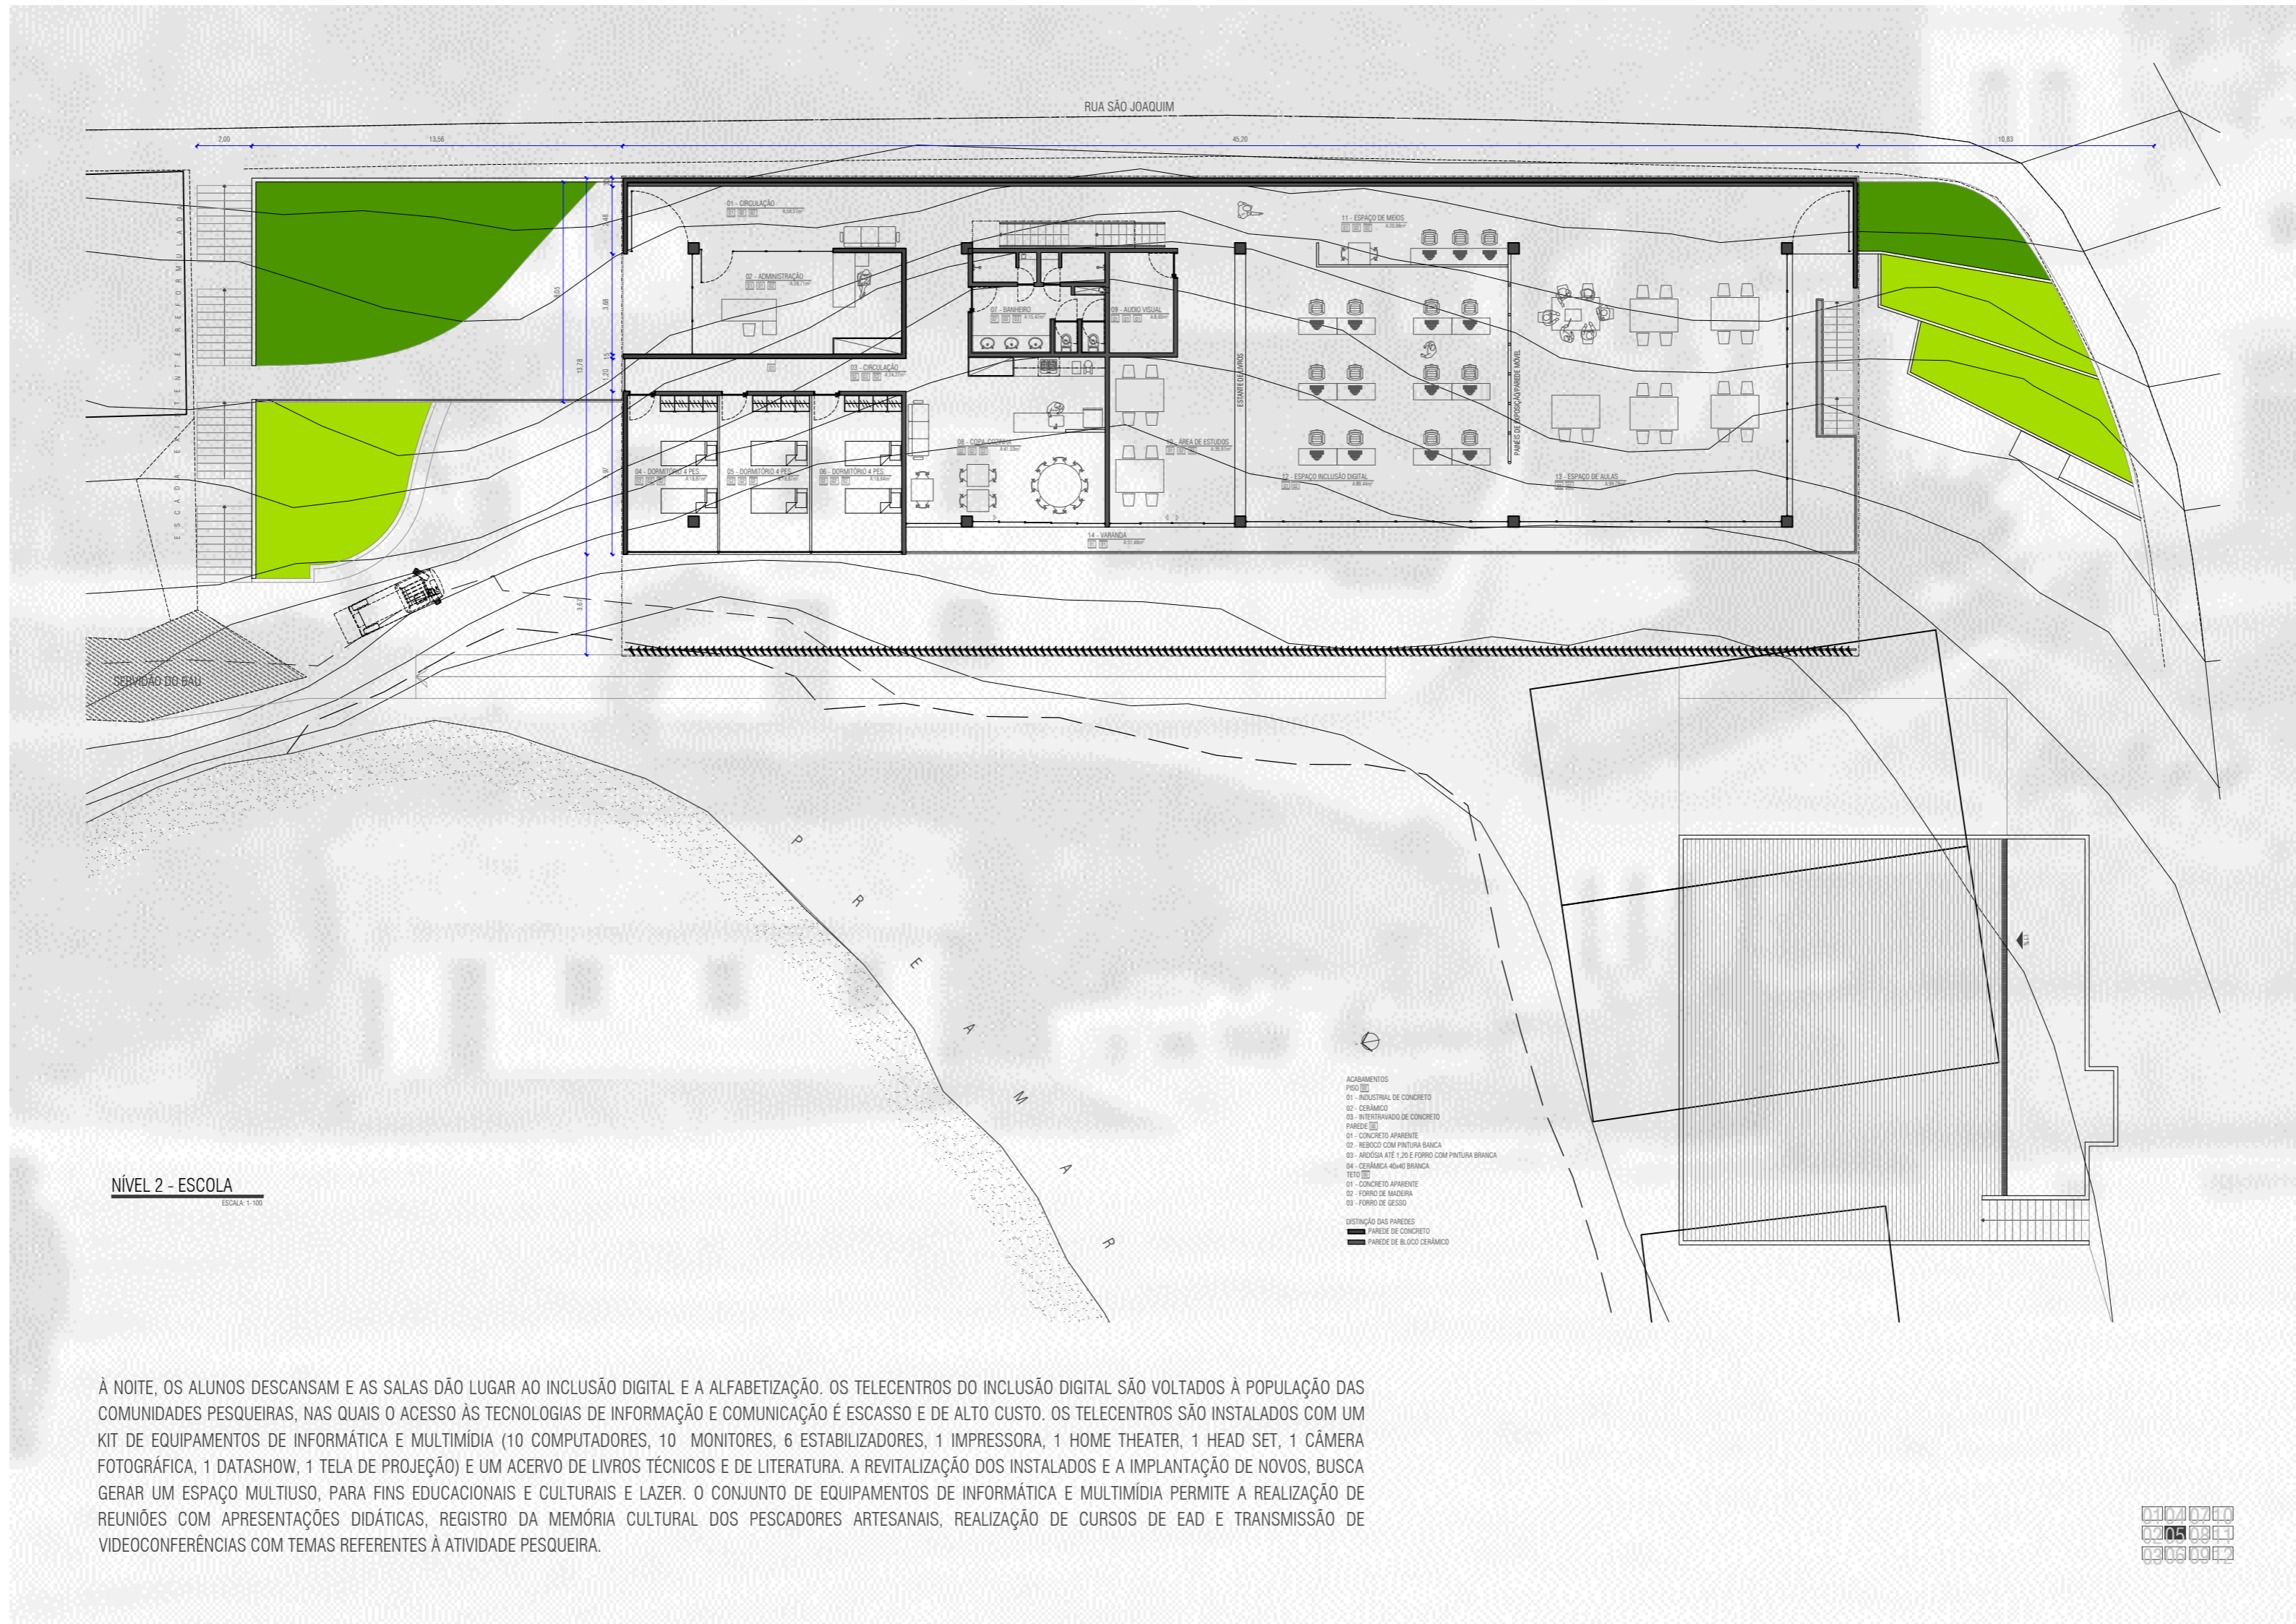 RUA SÃO JOAQUIM
2,00
13,56
45,20
10,83
ESCADA EXISTENTE REFORMULADA
2,48
3,68
15
1,20
8,05
13,78
01 - CIRCULAÇÃO
02 - ADMINISTRAÇÃO
03 - CIRCULAÇÃO
04 - DORMITÓRIO 4 PES.
05 - DORMITÓRIO 4 PES.
06 - DORMITÓRIO 4 PES.
07 - BANHEIRO
08 - COPA-COZINHA
09 - AUDIO VISUAL
10 - ÁREA DE ESTUDOS
11 - ESPAÇO DE MEIOS
12 - ESPAÇO INCLUSÃO DIGITAL
13 - ESPAÇO DE AULAS
14 - VARANDA
ESTANTE DE LIVROS
PAINÉIS DE EXPOSIÇÃO/PAREDE MÓVEL
SERVIDÃO DO BAU
PREAMAR
ACABAMENTOS
PISO
01 - INDUSTRIAL DE CONCRETO
02 - CERÂMICO
03 - INTERTRAVADO DE CONCRETO
PAREDE
01 - CONCRETO APARENTE
02 - REBOCO COM PINTURA BANCA
03 - ARDÓSIA ATÉ 1,20 E FORRO COM PINTURA BRANCA
04 - CERÂMICA 40x40 BRANCA
TETO
01 - CONCRETO APARENTE
02 - FORRO DE MADEIRA
03 - FORRO DE GESSO
DISTINÇÃO DAS PAREDES
PAREDE DE CONCRETO
PAREDE DE BLOCO CERÂMICO
NÍVEL 2 - ESCOLA
ESCALA: 1-100
À NOITE, OS ALUNOS DESCANSAM E AS SALAS DÃO LUGAR AO INCLUSÃO DIGITAL E A ALFABETIZAÇÃO. OS TELECENTROS DO INCLUSÃO DIGITAL SÃO VOLTADOS À POPULAÇÃO DAS
COMUNIDADES PESQUEIRAS, NAS QUAIS O ACESSO ÀS TECNOLOGIAS DE INFORMAÇÃO E COMUNICAÇÃO É ESCASSO E DE ALTO CUSTO. OS TELECENTROS SÃO INSTALADOS COM UM
KIT DE EQUIPAMENTOS DE INFORMÁTICA E MULTIMÍDIA (10 COMPUTADORES, 10 MONITORES, 6 ESTABILIZADORES, 1 IMPRESSORA, 1 HOME THEATER, 1 HEAD SET, 1 CÂMERA
FOTOGRÁFICA, 1 DATASHOW, 1 TELA DE PROJEÇÃO) E UM ACERVO DE LIVROS TÉCNICOS E DE LITERATURA. A REVITALIZAÇÃO DOS INSTALADOS E A IMPLANTAÇÃO DE NOVOS, BUSCA
GERAR UM ESPAÇO MULTIUSO, PARA FINS EDUCACIONAIS E CULTURAIS E LAZER. O CONJUNTO DE EQUIPAMENTOS DE INFORMÁTICA E MULTIMÍDIA PERMITE A REALIZAÇÃO DE
REUNIÕES COM APRESENTAÇÕES DIDÁTICAS, REGISTRO DA MEMÓRIA CULTURAL DOS PESCADORES ARTESANAIS, REALIZAÇÃO DE CURSOS DE EAD E TRANSMISSÃO DE
VIDEOCONFERÊNCIAS COM TEMAS REFERENTES À ATIVIDADE PESQUEIRA.
01 04 07 10
02 05 08 11
03 06 09 12